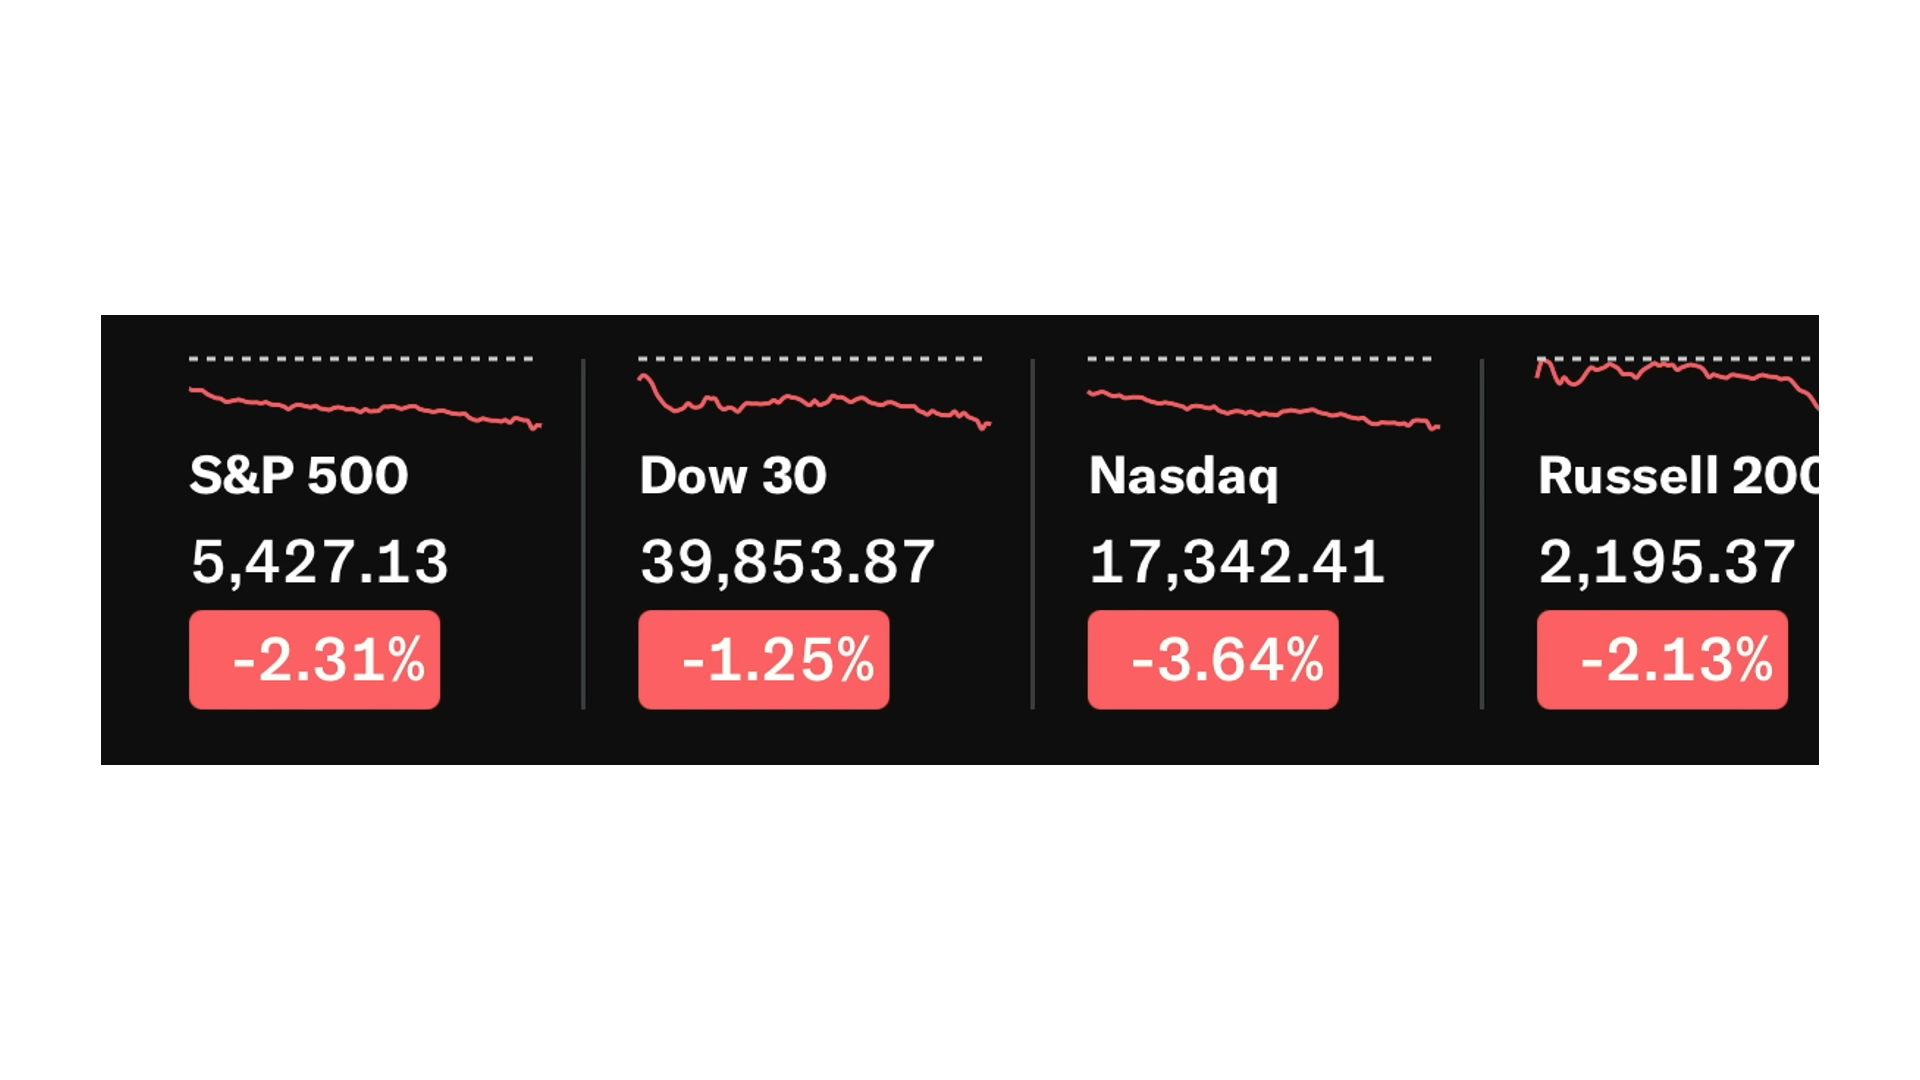 S&P 500
5,427.13
-2.31%
Dow 30
39,853.87
-1.25%
Nasdaq
17,342.41
-3.64%
Russell 200
2,195.37
-2.13%